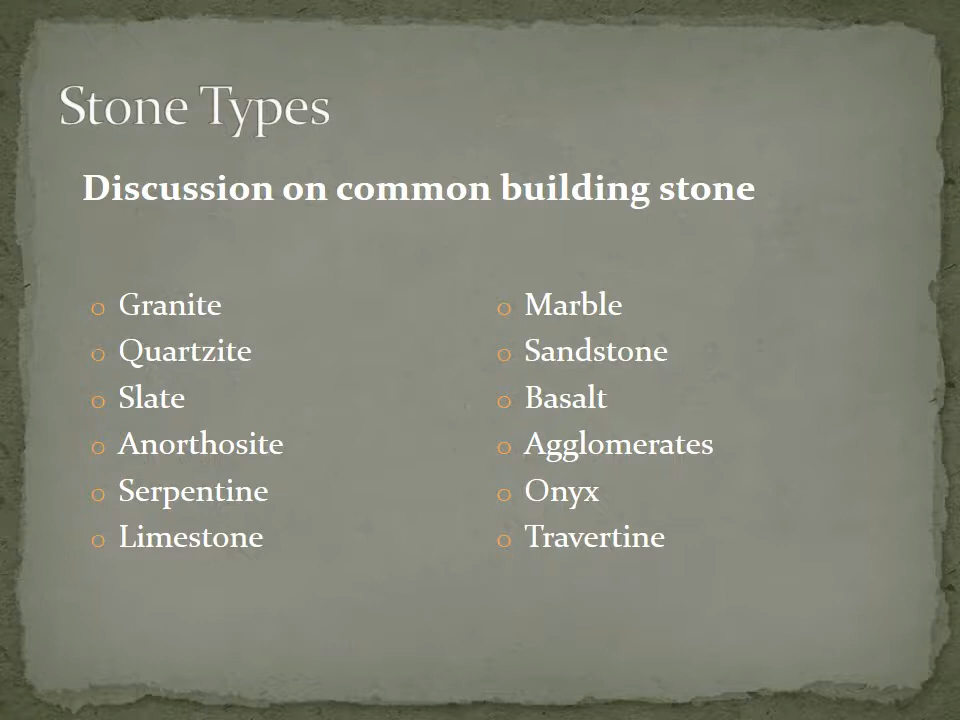 Stone Types
Discussion on common building stone
Granite
Quartzite
Slate
Anorthosite
Serpentine
Limestone
Marble
Sandstone
Basalt
Agglomerates
Onyx
Travertine